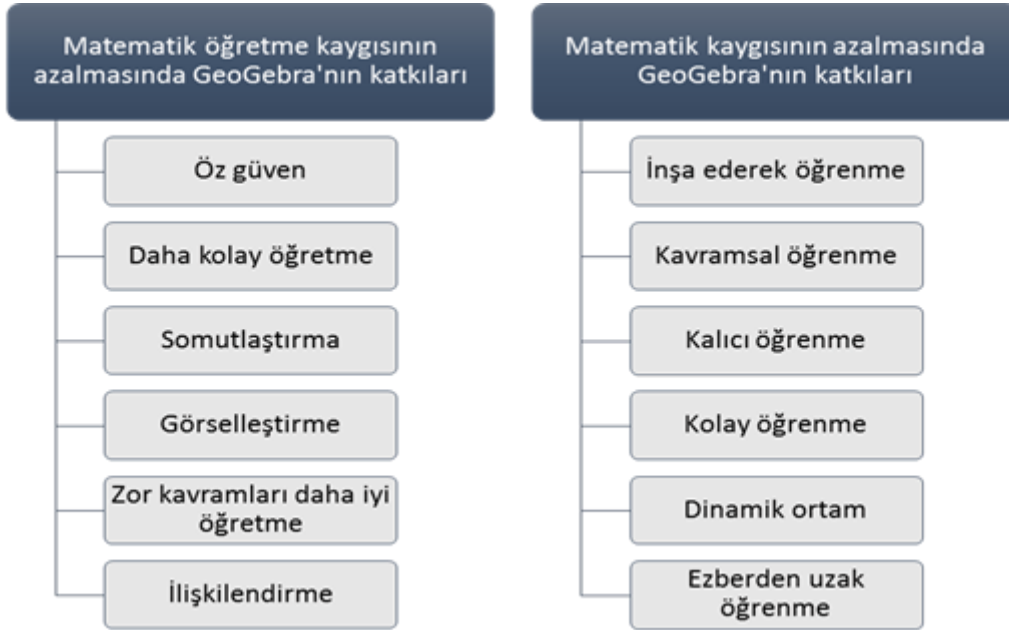 Matematik öğretme kaygısının
azalmasında GeoGebra'nın katkıları
Öz güven
Daha kolay öğretme
Somutlaştırma
Görselleştirme
Zor kavramları daha iyi
öğretme
İlişkilendirme
Matematik kaygısının azalmasında
GeoGebra'nın katkıları
İnşa ederek öğrenme
Kavramsal öğrenme
Kalıcı öğrenme
Kolay öğrenme
Dinamik ortam
Ezberden uzak
öğrenme